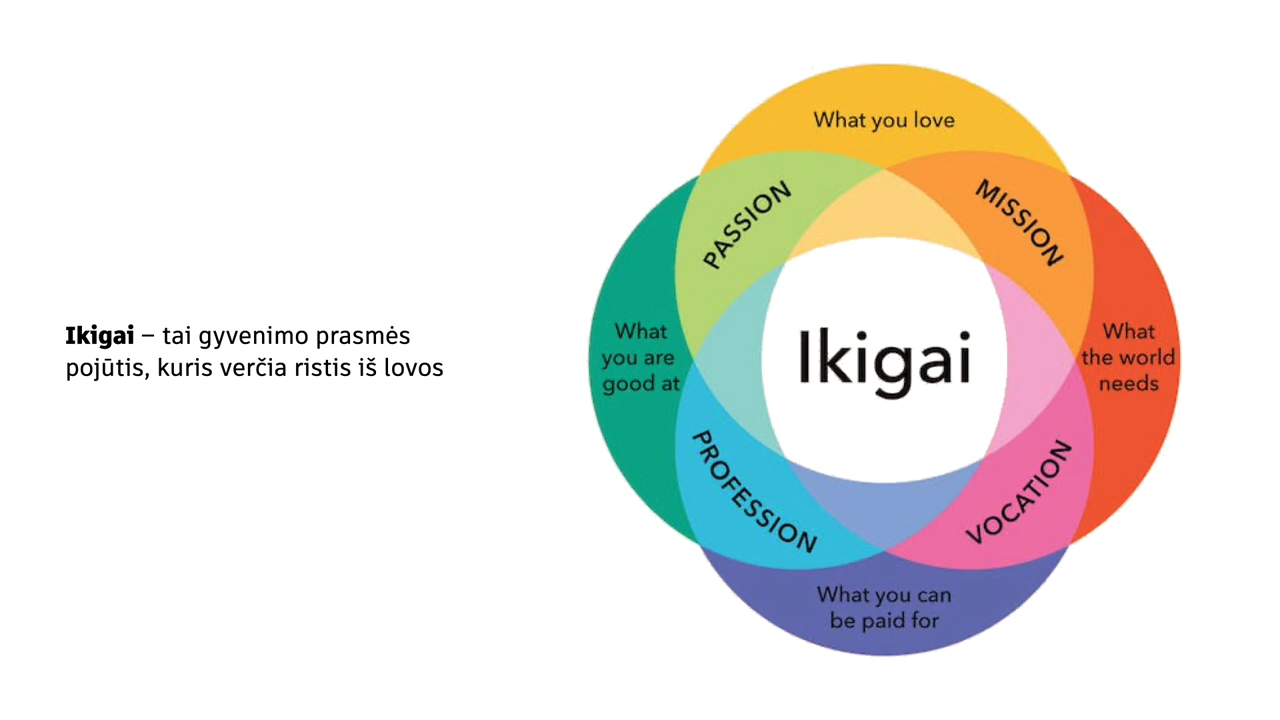 Ikigai – tai gyvenimo prasmės
pojūtis, kuris verčia ristis iš lovos
What you love
PASSION
MISSION
What
you are
good at
Ikigai
What
the world
needs
PROFESSION
VOCATION
What you can
be paid for